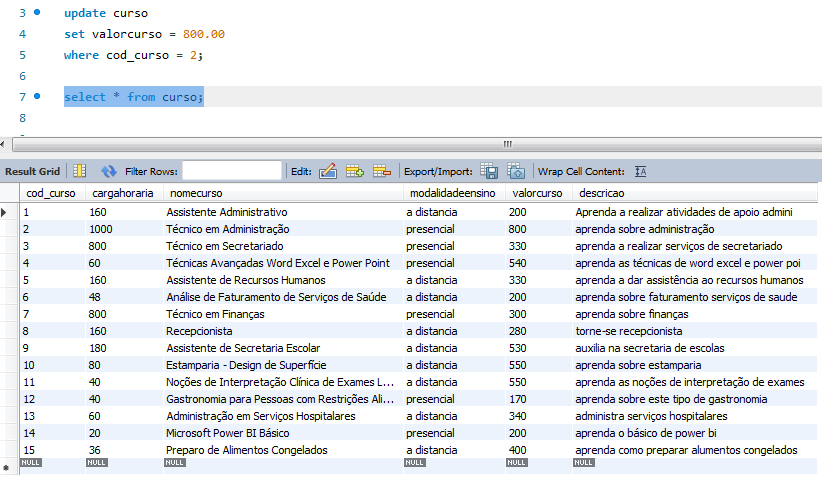 3 update curso
4 set valorcurso = 800.00
5 where cod_curso = 2;
6
7 select * from curso;
8
Result Grid Filter Rows: Edit: Export/Import: Wrap Cell Content: IA
cod_curso cargahoraria nomecurso modalidadeensino valorcurso descricao
1 160 Assistente Administrativo a distancia 200 Aprenda a realizar atividades de apoio admini
2 1000 Técnico em Administração presencial 800 aprenda sobre administração
3 800 Técnico em Secretariado presencial 330 aprenda a realizar serviços de secretariado
4 60 Técnicas Avançadas Word Excel e Power Point presencial 540 aprenda as técnicas de word excel e power poi
5 160 Assistente de Recursos Humanos a distancia 330 aprenda a dar assistência ao recursos humanos
6 48 Análise de Faturamento de Serviços de Saúde a distancia 200 aprenda sobre faturamento serviços de saude
7 800 Técnico em Finanças presencial 300 aprenda sobre finanças
8 160 Recepcionista a distancia 280 torne-se recepcionista
9 180 Assistente de Secretaria Escolar a distancia 530 auxilia na secretaria de escolas
10 80 Estamparia - Design de Superfície a distancia 550 aprenda sobre estamparia
11 40 Noções de Interpretação Clínica de Exames L... a distancia 550 aprenda as noções de interpretação de exames
12 40 Gastronomia para Pessoas com Restrições Ali... presencial 170 aprenda sobre este tipo de gastronomia
13 60 Administração em Serviços Hospitalares a distancia 340 administra serviços hospitalares
14 20 Microsoft Power BI Básico presencial 200 aprenda o básico de power bi
15 36 Preparo de Alimentos Congelados a distancia 400 aprenda como preparar alumentos congelados
NULL NULL NULL NULL NULL NULL